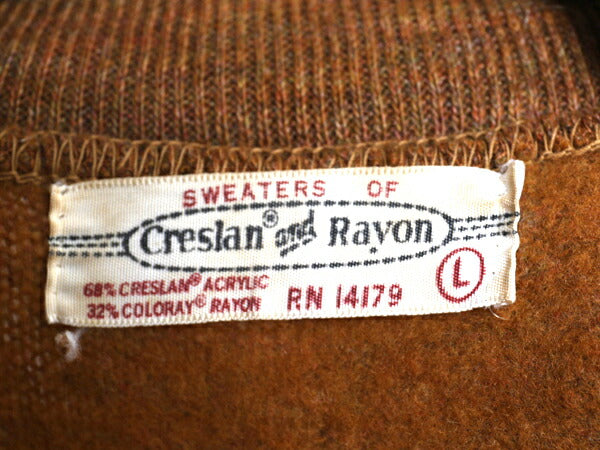 SWEATERS OF
Creslan® and Rayon
68% CRESLAN® ACRYLIC
32% COLORAY® RAYON
RN 14179
L